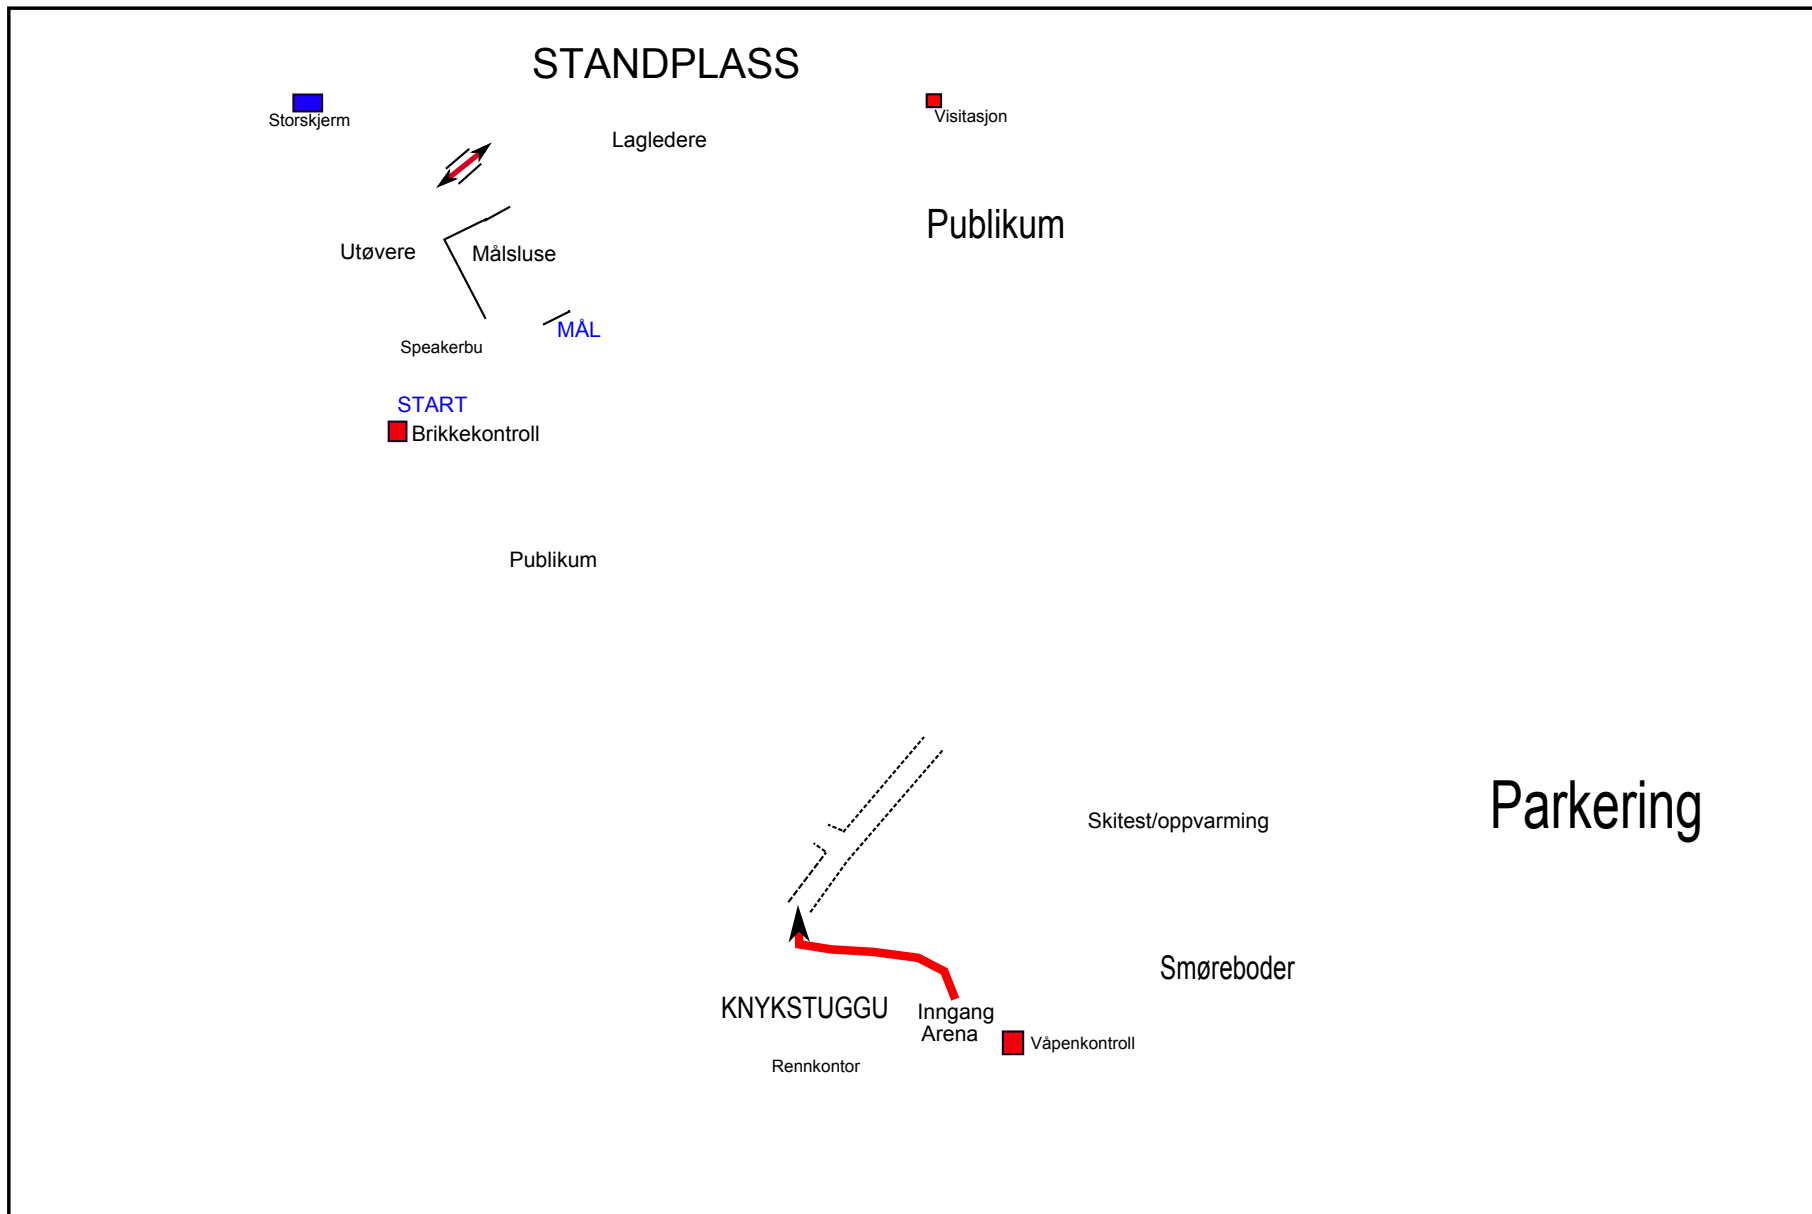 STANDPLASS
Storskjerm
Visitasjon
Lagledere
Publikum
Utøvere
Målsluse
MÅL
Speakerbu
START
Brikkekontroll
Publikum
Parkering
Skitest/oppvarming
Smøreboder
KNYKSTUGGU
Inngang
Arena
Våpenkontroll
Rennkontor